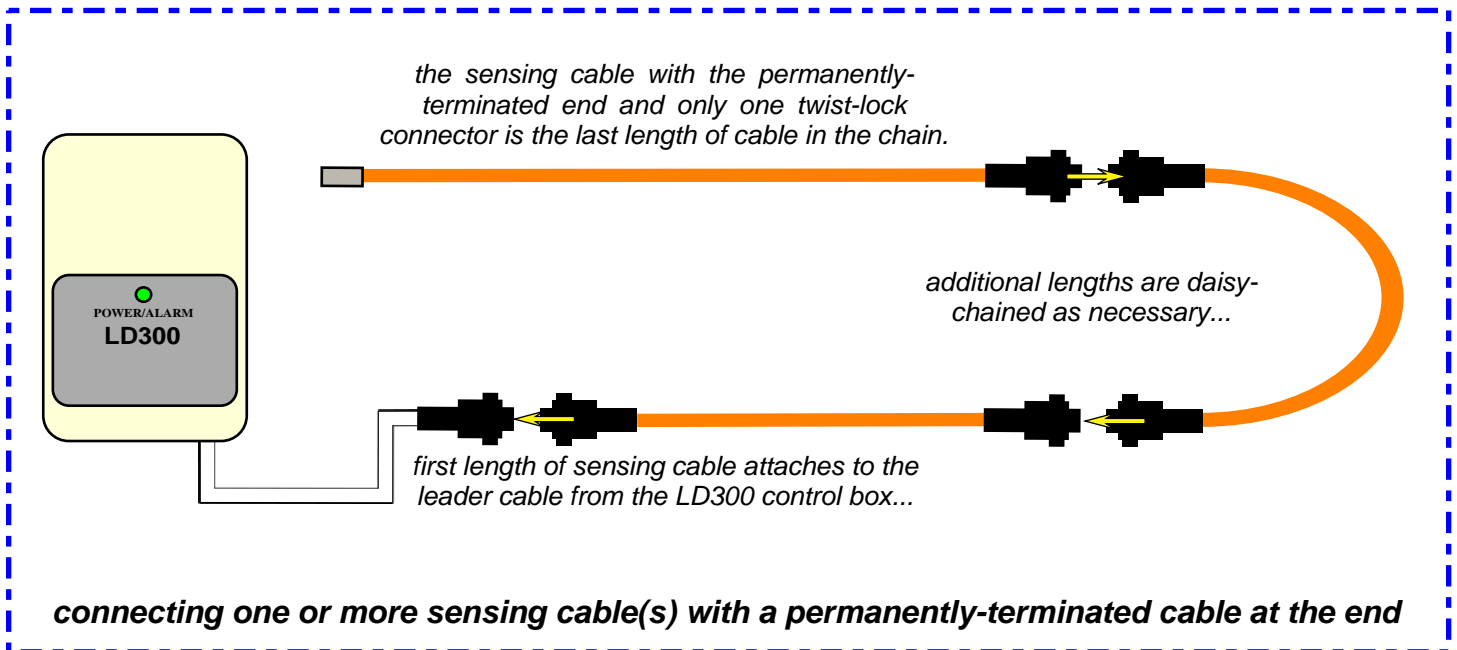 the sensing cable with the permanently-
terminated end and only one twist-lock
connector is the last length of cable in the chain.
POWER/ALARM
LD300
additional lengths are daisy-
chained as necessary...
first length of sensing cable attaches to the
leader cable from the LD300 control box...
connecting one or more sensing cable(s) with a permanently-terminated cable at the end